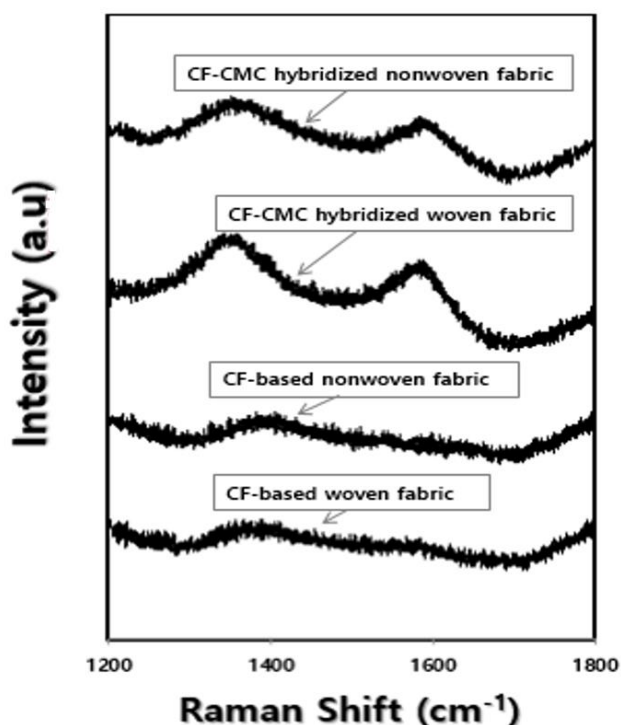 CF-CMC hybridized nonwoven fabric
CF-CMC hybridized woven fabric
CF-based nonwoven fabric
CF-based woven fabric
Intensity (a.u)
1200 1400 1600 1800
Raman Shift (cm⁻¹)